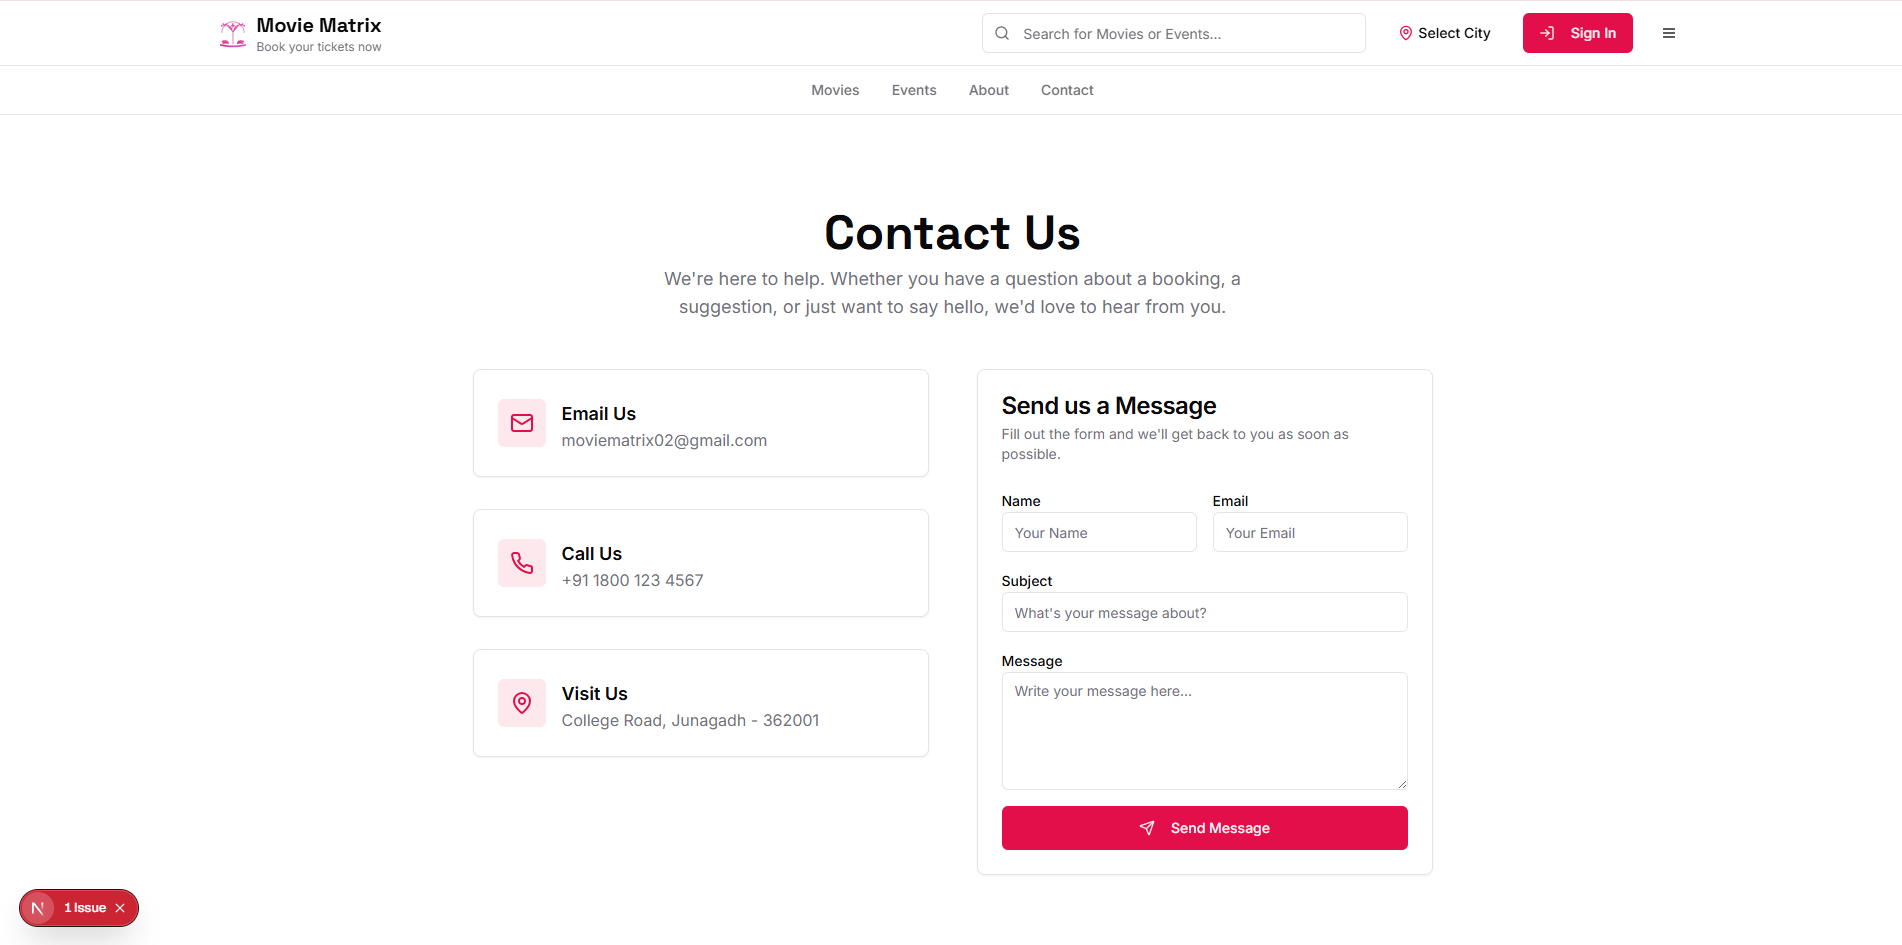 Movie Matrix
Book your tickets now
Search for Movies or Events...
Select City
Sign In
Movies
Events
About
Contact
Contact Us
We're here to help. Whether you have a question about a booking, a
suggestion, or just want to say hello, we'd love to hear from you.
Email Us
moviematrix02@gmail.com
Call Us
+91 1800 123 4567
Visit Us
College Road, Junagadh - 362001
Send us a Message
Fill out the form and we'll get back to you as soon as
possible.
Name
Email
Your Name
Your Email
Subject
What's your message about?
Message
Write your message here...
Send Message
N
1 Issue